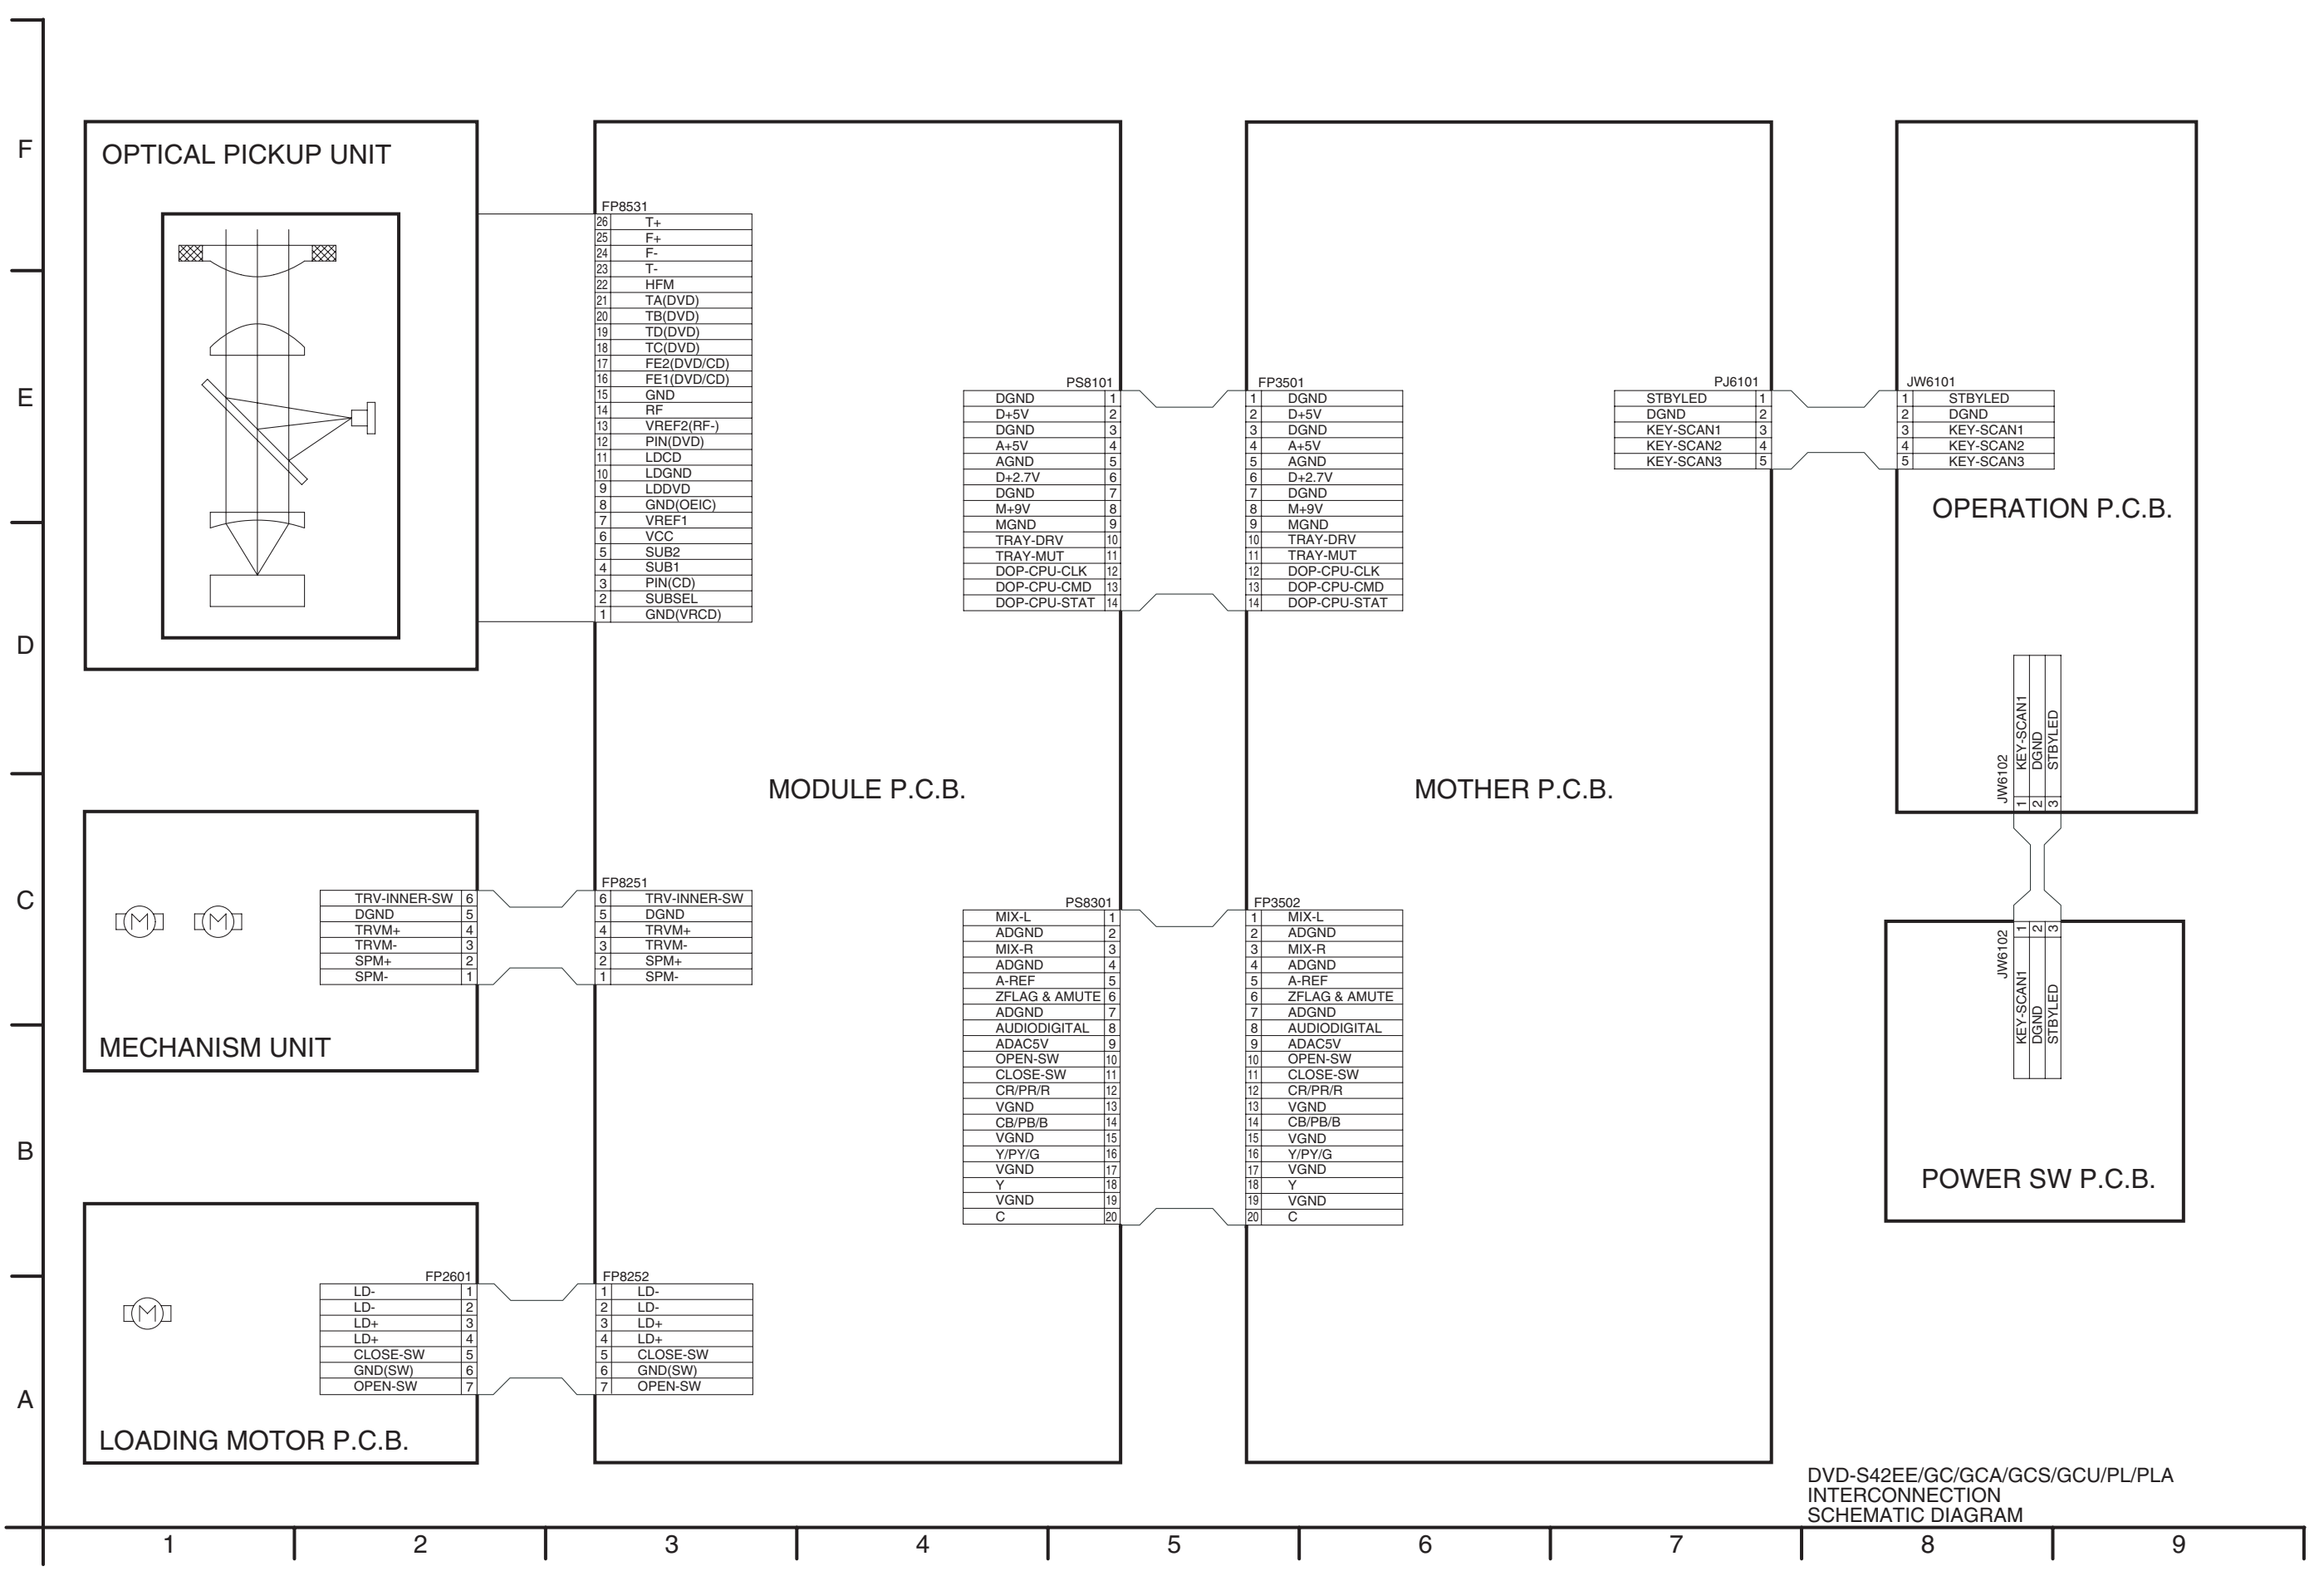 F
E
D
C
B
A
OPTICAL PICKUP UNIT
FP8531
26 T+
25 F+
24 F-
23 T-
22 HFM
21 TA(DVD)
20 TB(DVD)
19 TD(DVD)
18 TC(DVD)
17 FE2(DVD/CD)
16 FE1(DVD/CD)
15 GND
14 RF
13 VREF2(RF-)
12 PIN(DVD)
11 LDCD
10 LDGND
9 LDDVD
8 GND(OEIC)
7 VREF1
6 VCC
5 SUB2
4 SUB1
3 PIN(CD)
2 SUBSEL
1 GND(VRCD)
MECHANISM UNIT
M
M
TRV-INNER-SW 6
DGND 5
TRVM+ 4
TRVM- 3
SPM+ 2
SPM- 1
FP8251
6 TRV-INNER-SW
5 DGND
4 TRVM+
3 TRVM-
2 SPM+
1 SPM-
LOADING MOTOR P.C.B.
M
FP2601
LD- 1
LD- 2
LD+ 3
LD+ 4
CLOSE-SW 5
GND(SW) 6
OPEN-SW 7
FP8252
1 LD-
2 LD-
3 LD+
4 LD+
5 CLOSE-SW
6 GND(SW)
7 OPEN-SW
MODULE P.C.B.
PS8101
DGND 1
D+5V 2
DGND 3
A+5V 4
AGND 5
D+2.7V 6
DGND 7
M+9V 8
MGND 9
TRAY-DRV 10
TRAY-MUT 11
DOP-CPU-CLK 12
DOP-CPU-CMD 13
DOP-CPU-STAT 14
FP3501
1 DGND
2 D+5V
3 DGND
4 A+5V
5 AGND
6 D+2.7V
7 DGND
8 M+9V
9 MGND
10 TRAY-DRV
11 TRAY-MUT
12 DOP-CPU-CLK
13 DOP-CPU-CMD
14 DOP-CPU-STAT
PS8301
MIX-L 1
ADGND 2
MIX-R 3
ADGND 4
A-REF 5
ZFLAG & AMUTE 6
ADGND 7
AUDIODIGITAL 8
ADAC5V 9
OPEN-SW 10
CLOSE-SW 11
CR/PR/R 12
VGND 13
CB/PB/B 14
VGND 15
Y/PY/G 16
VGND 17
Y 18
VGND 19
C 20
FP3502
1 MIX-L
2 ADGND
3 MIX-R
4 ADGND
5 A-REF
6 ZFLAG & AMUTE
7 ADGND
8 AUDIODIGITAL
9 ADAC5V
10 OPEN-SW
11 CLOSE-SW
12 CR/PR/R
13 VGND
14 CB/PB/B
15 VGND
16 Y/PY/G
17 VGND
18 Y
19 VGND
20 C
MOTHER P.C.B.
PJ6101
STBYLED 1
DGND 2
KEY-SCAN1 3
KEY-SCAN2 4
KEY-SCAN3 5
JW6101
1 STBYLED
2 DGND
3 KEY-SCAN1
4 KEY-SCAN2
5 KEY-SCAN3
OPERATION P.C.B.
JW6102
1 KEY-SCAN1
2 DGND
3 STBYLED
JW6102
KEY-SCAN1 1
DGND 2
STBYLED 3
POWER SW P.C.B.
DVD-S42EE/GC/GCA/GCS/GCU/PL/PLA
INTERCONNECTION
SCHEMATIC DIAGRAM
1 2 3 4 5 6 7 8 9